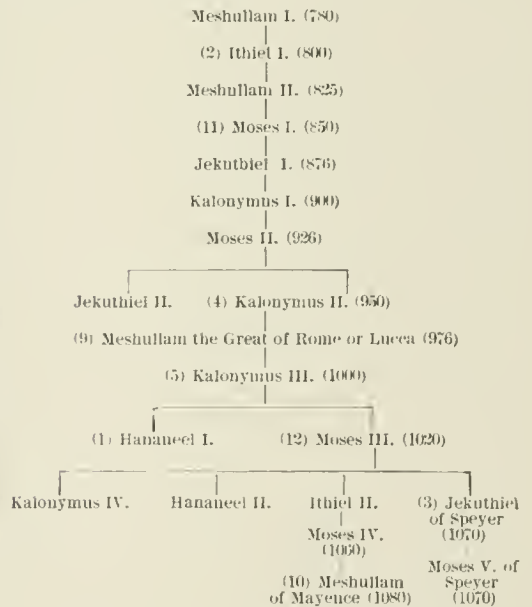 Meshullam I. (780)
(2) Ithiel I. (800)
Meshullam II. (825)
(11) Moses I. (850)
Jekuthiel I. (876)
Kalonymus I. (900)
Moses II. (926)
Jekuthiel II. (4) Kalonymus II. (950)
(9) Meshullam the Great of Rome or Lucca (976)
(5) Kalonymus III. (1000)
(1) Hananeel I. (12) Moses III. (1020)
Kalonymus IV. Hananeel II. Ithiel II. (3) Jekuthiel
of Speyer
(1070)
Moses IV.
(1060)
Moses V. of
Speyer
(1070)
(10) Meshullam
of Mayence (1080)